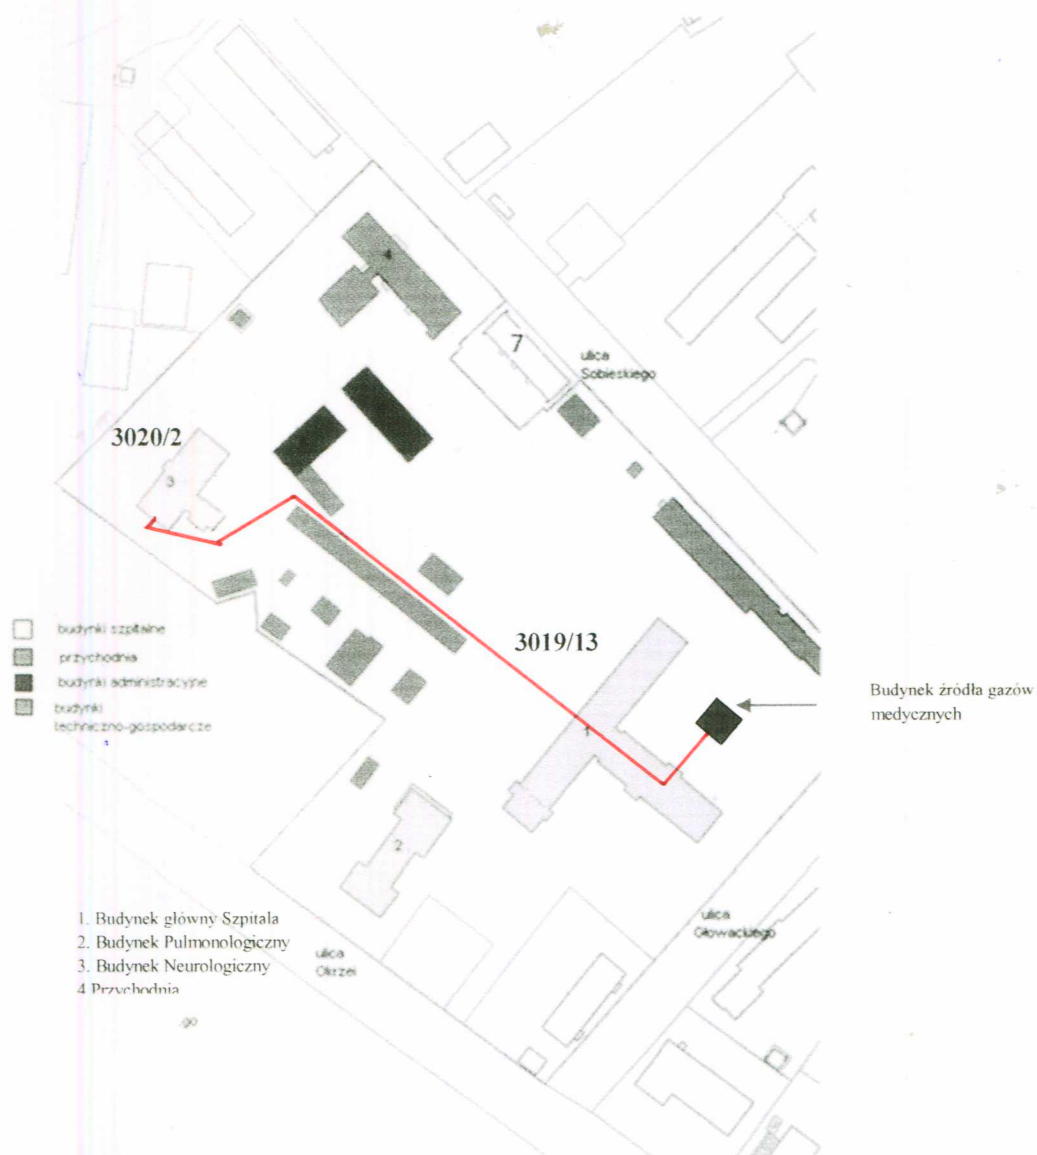 4
7
ulica
Sobieskiego
3020/2
3
budynki szpitalne
przychodnia
budynki administracyjne
budynki
techniczno-gospodarcze
3019/13
1
Budynek źródła gazów
medycznych
2
1. Budynek główny Szpitala
2. Budynek Pulmonologiczny
3. Budynek Neurologiczny
4 Przychodnia
ulica
Okrzei
ulica
Głowackiego
.go